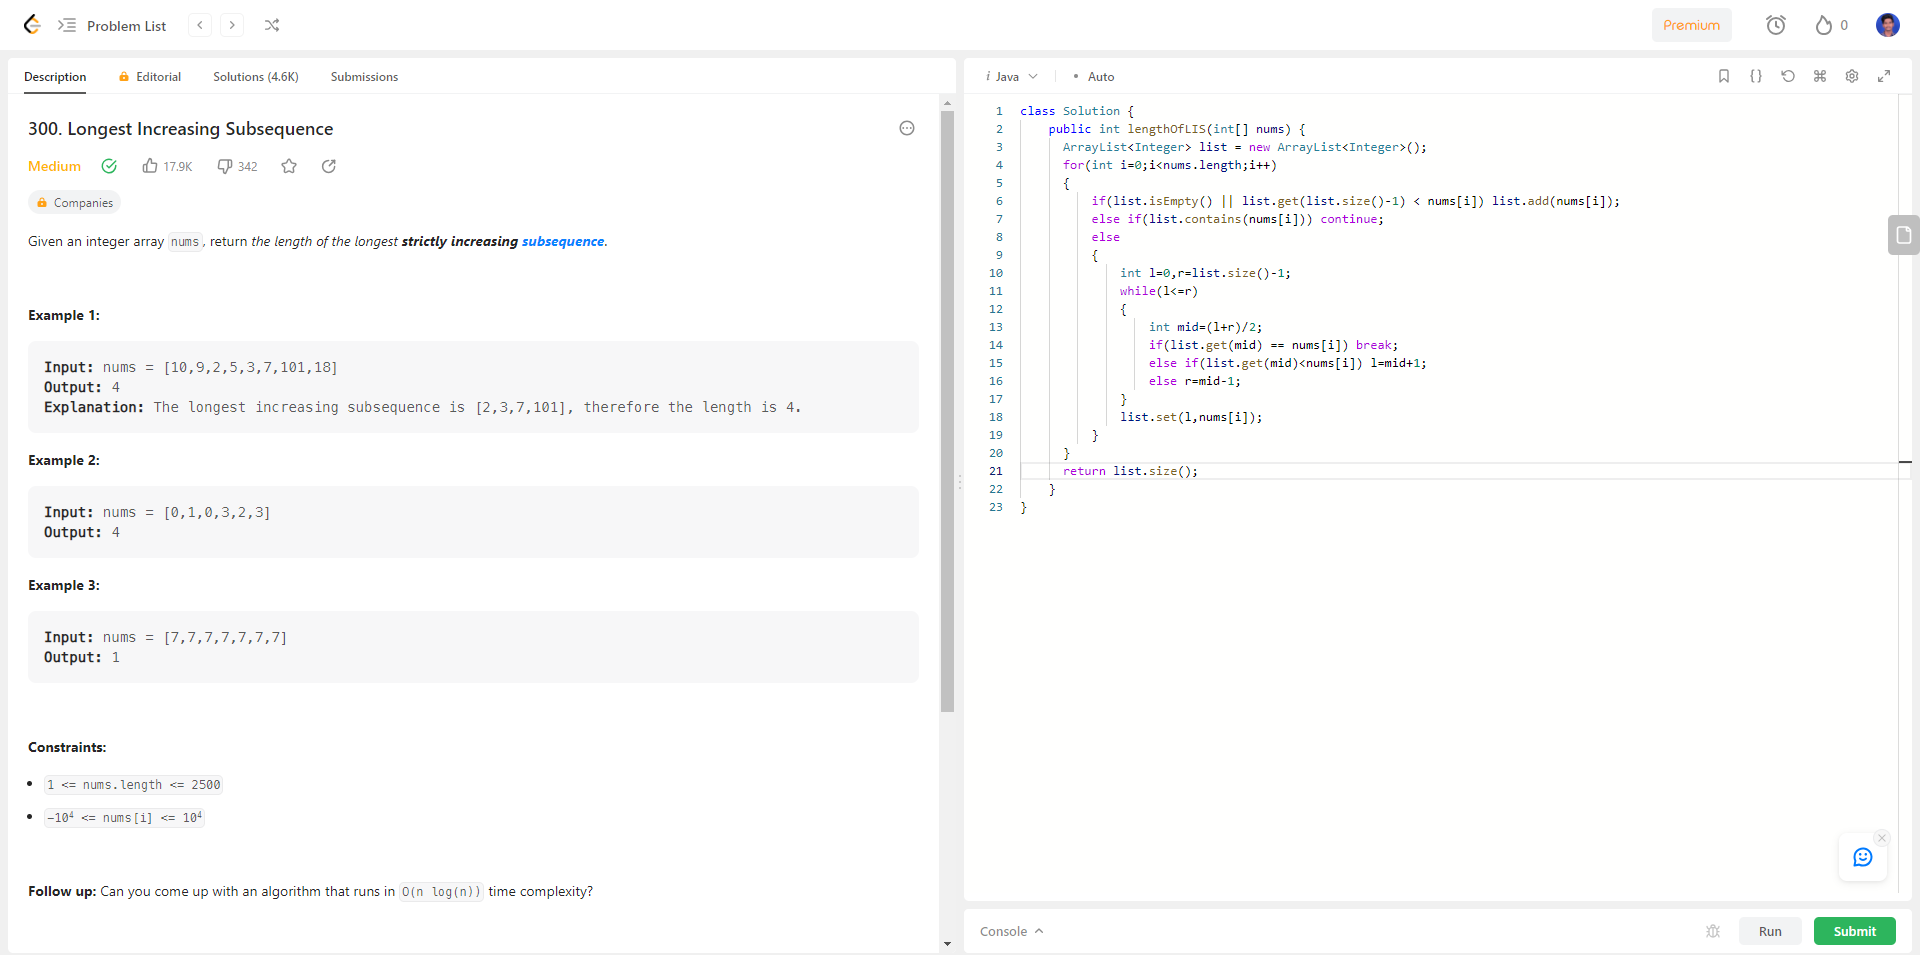 Problem List
Premium
0
Description
Editorial
Solutions (4.6K)
Submissions
300. Longest Increasing Subsequence
Medium
17.9K
342
Companies
Given an integer array nums, return the length of the longest strictly increasing subsequence.
Example 1:
Input: nums = [10,9,2,5,3,7,101,18]
Output: 4
Explanation: The longest increasing subsequence is [2,3,7,101], therefore the length is 4.
Example 2:
Input: nums = [0,1,0,3,2,3]
Output: 4
Example 3:
Input: nums = [7,7,7,7,7,7,7]
Output: 1
Constraints:
1 <= nums.length <= 2500
-10⁴ <= nums[i] <= 10⁴
Follow up: Can you come up with an algorithm that runs in O(n log(n)) time complexity?
i Java
• Auto
1 class Solution {
2 public int lengthOfLIS(int[] nums) {
3 ArrayList<Integer> list = new ArrayList<Integer>();
4 for(int i=0;i<nums.length;i++)
5 {
6 if(list.isEmpty() || list.get(list.size()-1) < nums[i]) list.add(nums[i]);
7 else if(list.contains(nums[i])) continue;
8 else
9 {
10 int l=0,r=list.size()-1;
11 while(l<=r)
12 {
13 int mid=(l+r)/2;
14 if(list.get(mid) == nums[i]) break;
15 else if(list.get(mid)<nums[i]) l=mid+1;
16 else r=mid-1;
17 }
18 list.set(l,nums[i]);
19 }
20 }
21 return list.size();
22 }
23 }
Console
Run
Submit